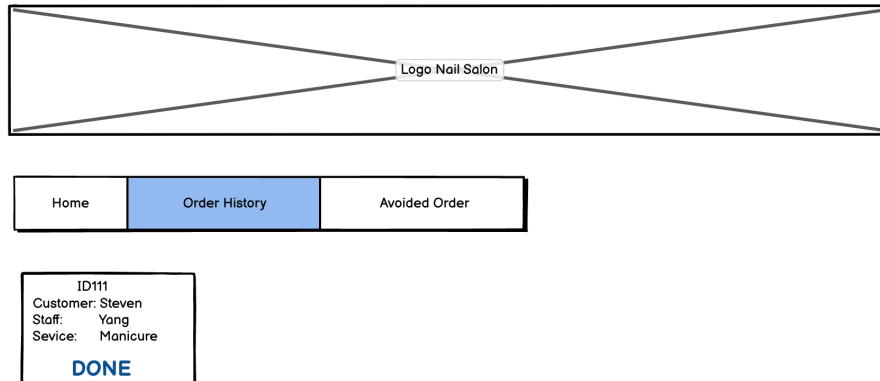 Logo Nail Salon
Home
Order History
Avoided Order
ID111
Customer: Steven
Staff: Yang
Sevice: Manicure
DONE